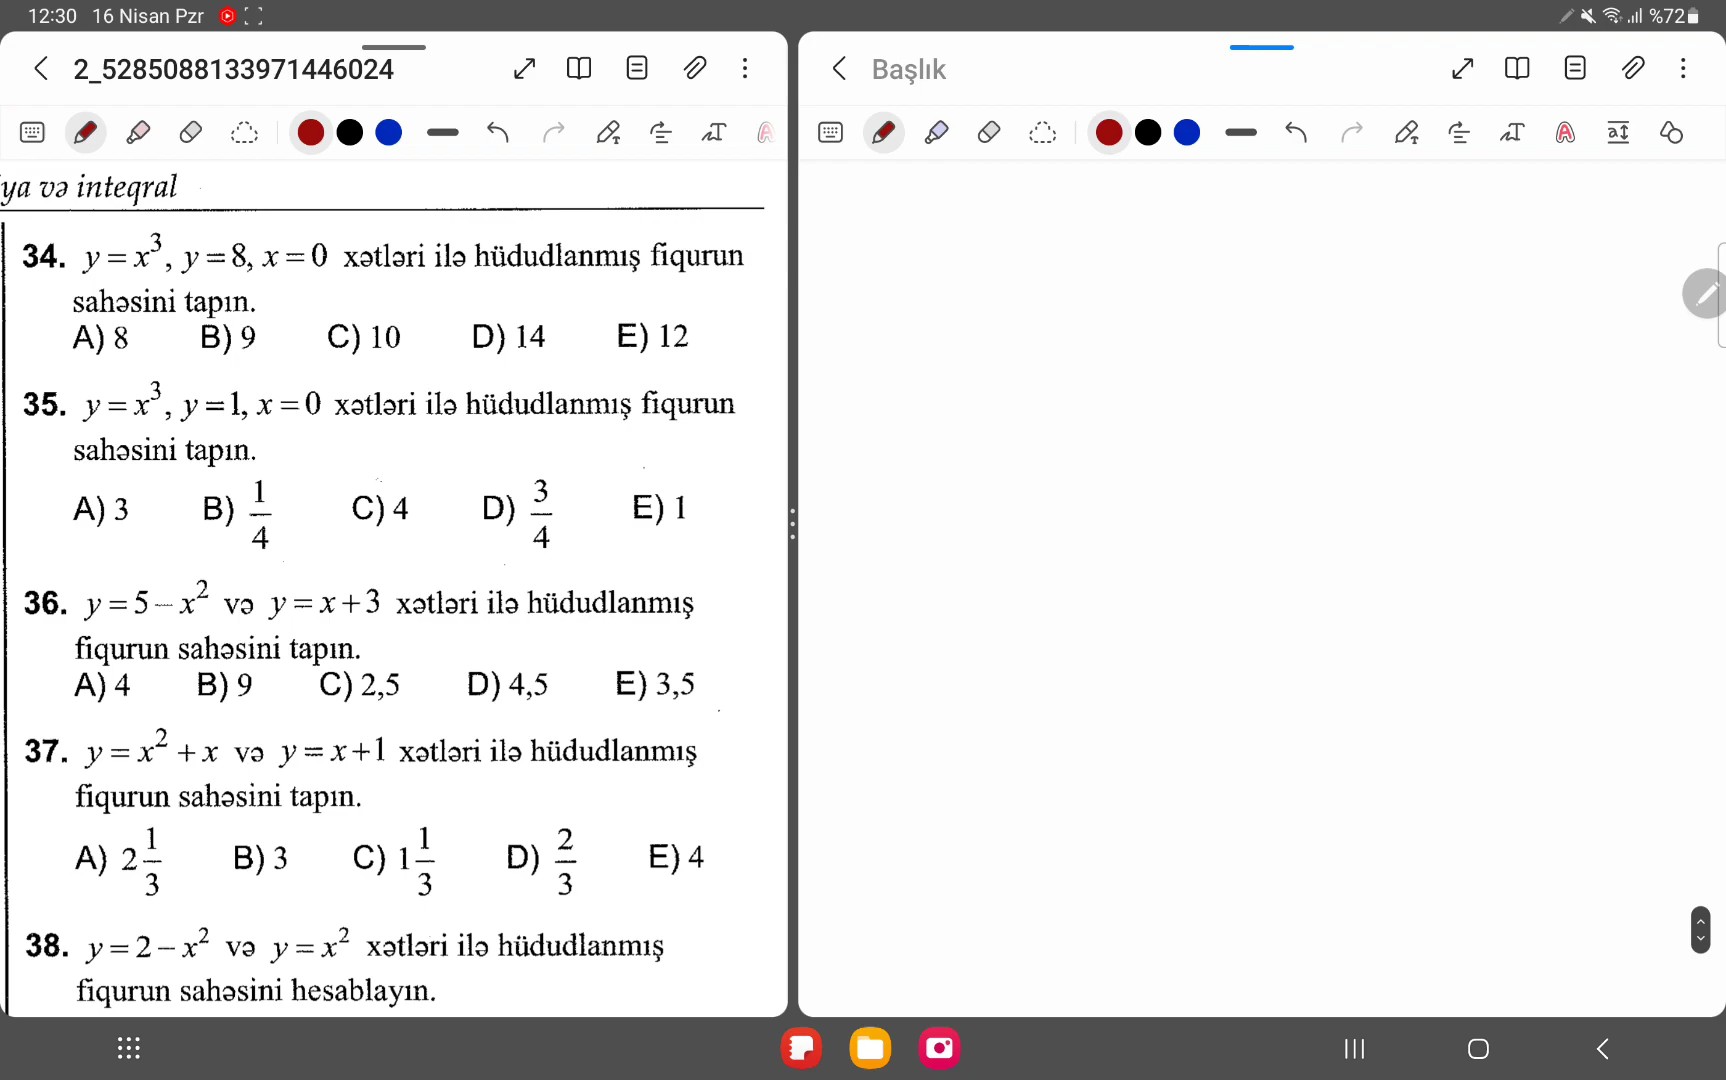 12:30 16 Nisan Pzr
%72
2_5285088133971446024
Başlık
ya və inteqral
34. y = x³, y = 8, x = 0 xətləri ilə hüdudlanmış fiqurun
sahəsini tapın.
A) 8 B) 9 C) 10 D) 14 E) 12
35. y = x³, y = 1, x = 0 xətləri ilə hüdudlanmış fiqurun
sahəsini tapın.
A) 3 B) 1/4 C) 4 D) 3/4 E) 1
36. y = 5 − x² və y = x + 3 xətləri ilə hüdudlanmış
fiqurun sahəsini tapın.
A) 4 B) 9 C) 2,5 D) 4,5 E) 3,5
37. y = x² + x və y = x + 1 xətləri ilə hüdudlanmış
fiqurun sahəsini tapın.
A) 2 1/3 B) 3 C) 1 1/3 D) 2/3 E) 4
38. y = 2 − x² və y = x² xətləri ilə hüdudlanmış
fiqurun sahəsini hesablayın.